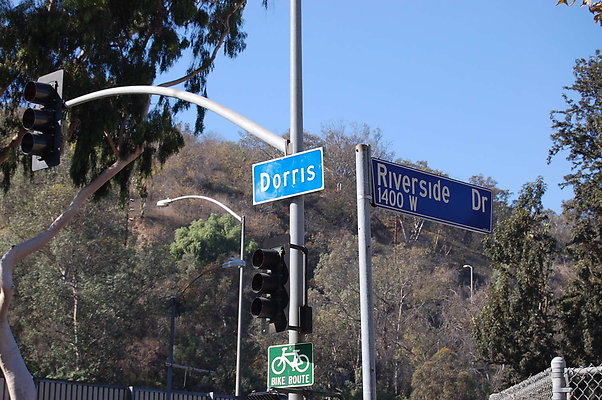 Dorris
Riverside Dr
1400 W
BIKE ROUTE